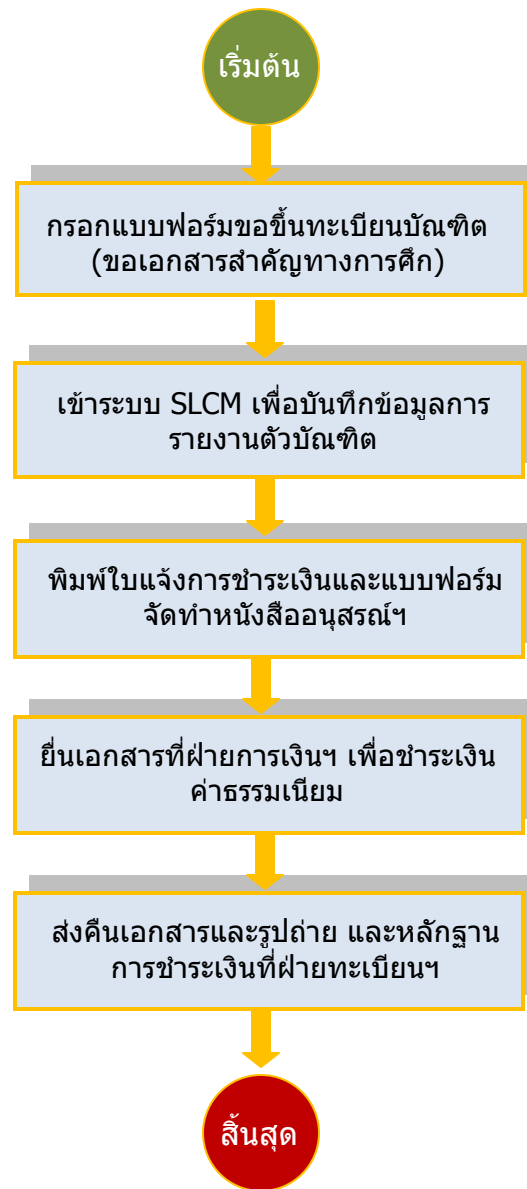 เริ่มต้น
กรอกแบบฟอร์มขอขึ้นทะเบียนบัณฑิต
(ขอเอกสารสำคัญทางการศึก)
เข้าระบบ SLCM เพื่อบันทึกข้อมูลการ
รายงานตัวบัณฑิต
พิมพ์ใบแจ้งการชำระเงินและแบบฟอร์ม
จัดทำหนังสืออนุสรณ์ฯ
ยื่นเอกสารที่ฝ่ายการเงินฯ เพื่อชำระเงิน
ค่าธรรมเนียม
ส่งคืนเอกสารและรูปถ่าย และหลักฐาน
การชำระเงินที่ฝ่ายทะเบียนฯ
สิ้นสุด